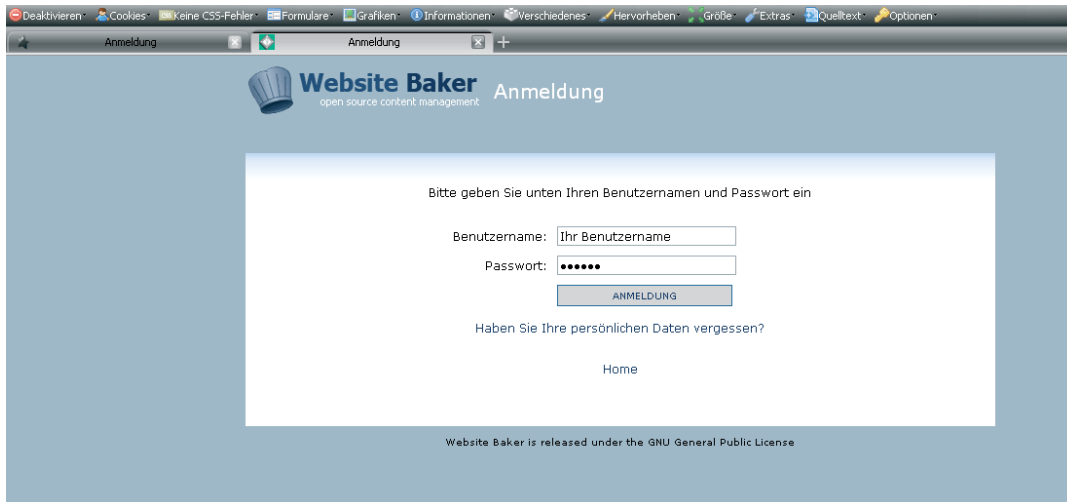 Deaktivieren Cookies Keine CSS-Fehler Formulare Grafiken Informationen Verschiedenes Hervorheben Größe Extras Quelltext Optionen
Anmeldung Anmeldung
Website Baker
open source content management
Anmeldung
Bitte geben Sie unten Ihren Benutzernamen und Passwort ein
Benutzername: Ihr Benutzername
Passwort: ••••••
ANMELDUNG
Haben Sie Ihre persönlichen Daten vergessen?
Home
Website Baker is released under the GNU General Public License